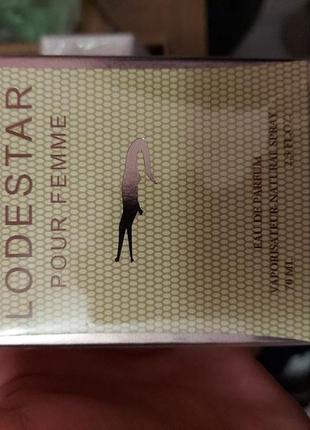 LODESTAR
POUR FEMME
EAU DE PARFUM
VAPORISATEUR NATURAL SPRAY